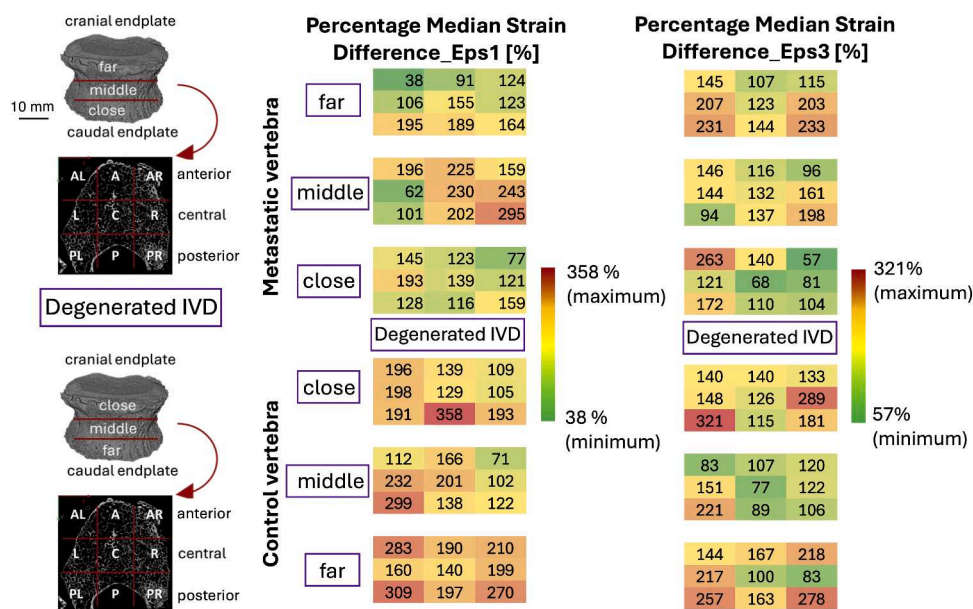 cranial endplate
far
middle
close
10 mm
caudal endplate
AL A AR anterior
L C R central
PL P PR posterior
Degenerated IVD
cranial endplate
close
middle
far
caudal endplate
AL A AR anterior
L C R central
PL P PR posterior
Metastatic vertebra
Control vertebra
Percentage Median Strain
Difference_Eps1 [%]
far
38 91 124
106 155 123
195 189 164
middle
196 225 159
62 230 243
101 202 295
close
145 123 77
193 139 121
128 116 159
Degenerated IVD
close
196 139 109
198 129 105
191 358 193
middle
112 166 71
232 201 102
299 138 122
far
283 190 210
160 140 199
309 197 270
358 %
(maximum)
38 %
(minimum)
Percentage Median Strain
Difference_Eps3 [%]
145 107 115
207 123 203
231 144 233
146 116 96
144 132 161
94 137 198
263 140 57
121 68 81
172 110 104
Degenerated IVD
140 140 133
148 126 289
321 115 181
83 107 120
151 77 122
221 89 106
144 167 218
217 100 83
257 163 278
321%
(maximum)
57%
(minimum)